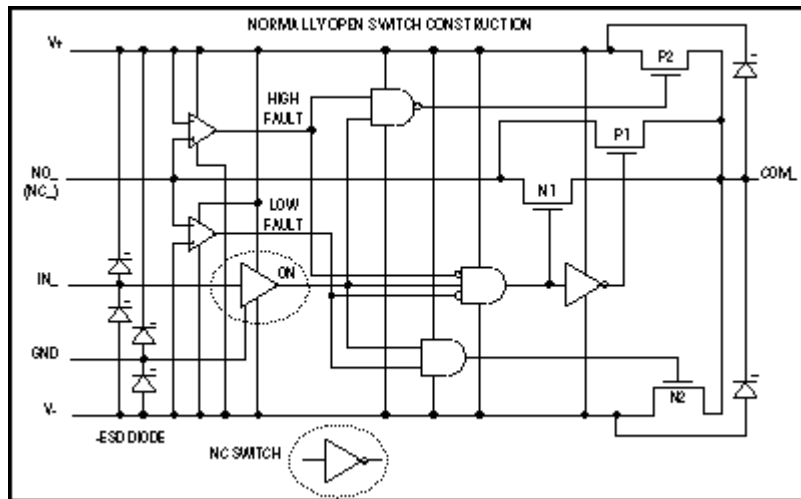 NORMALLY OPEN SWITCH CONSTRUCTION
V+
P2
HIGH
FAULT
P1
NO_
(NC_)
COM_
N1
LOW
FAULT
IN_
ON
GND
N2
V-
-ESD DIODE
NC SWITCH